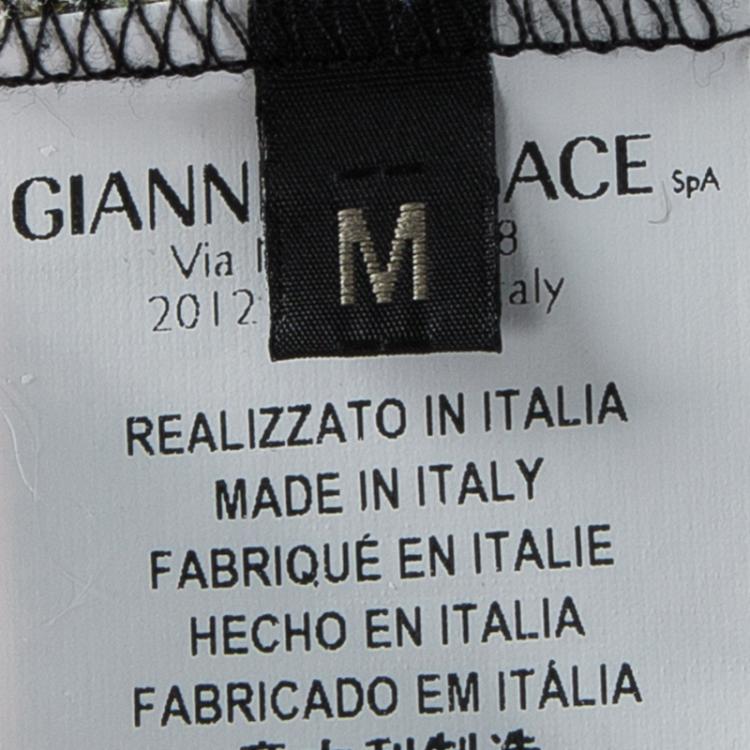 GIANN ACE SpA
M
Via 8
2012 aly
REALIZZATO IN ITALIA
MADE IN ITALY
FABRIQUÉ EN ITALIE
HECHO EN ITALIA
FABRICADO EM ITÁLIA